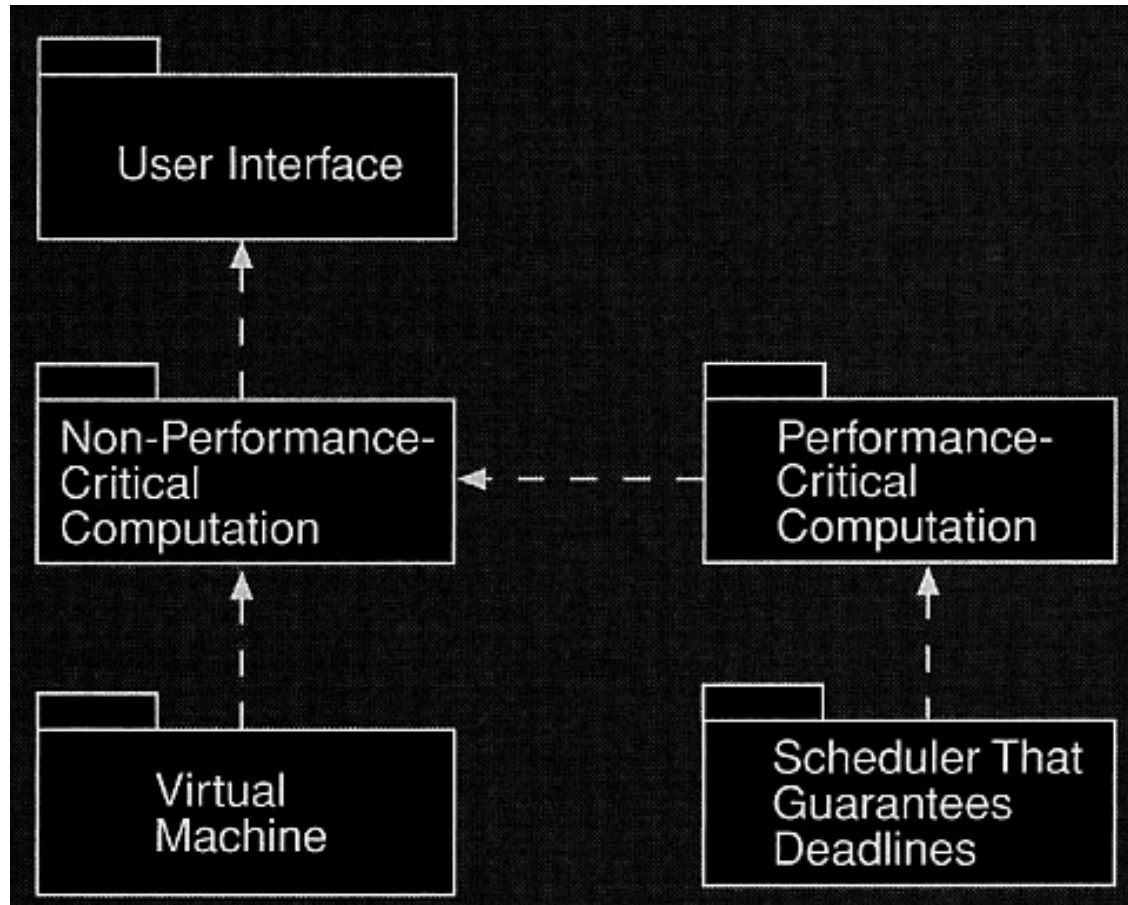 User Interface
Non-Performance-
Critical
Computation
Performance-
Critical
Computation
Virtual
Machine
Scheduler That
Guarantees
Deadlines